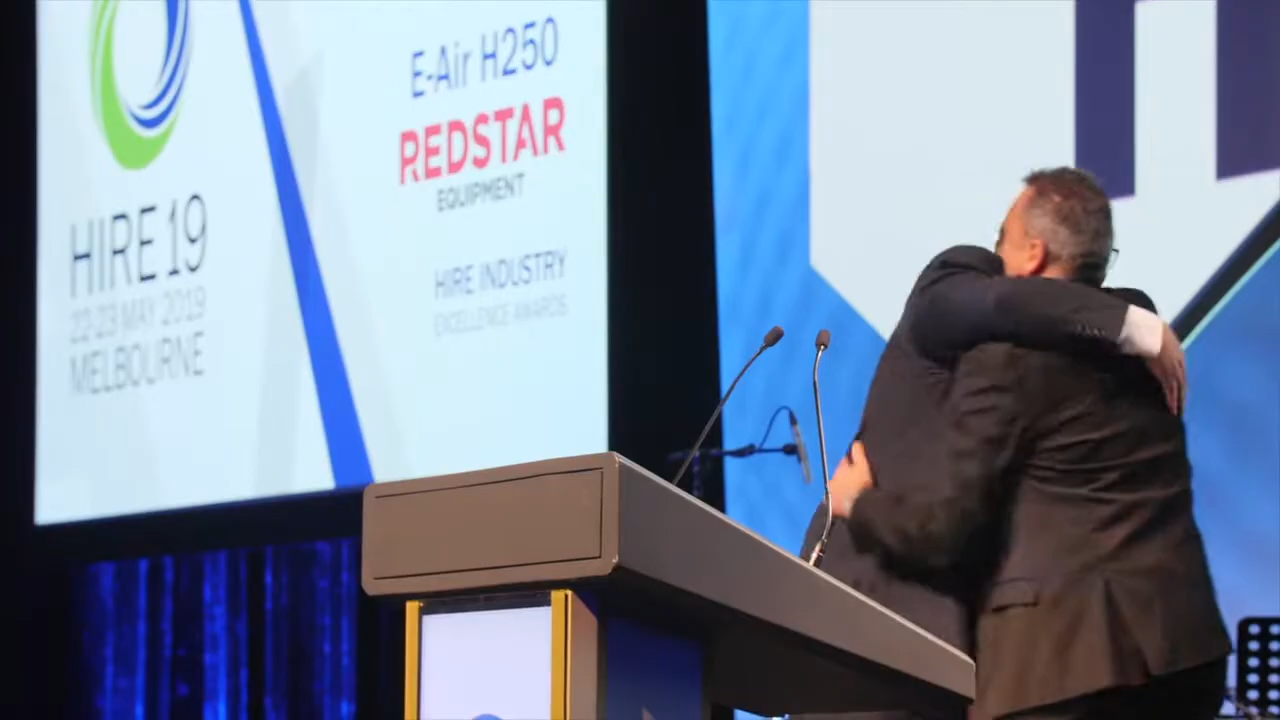 HIRE 19
22-23 MAY 2019
MELBOURNE
E-Air H250
REDSTAR
EQUIPMENT
HIRE INDUSTRY
EXCELLENCE AWARDS